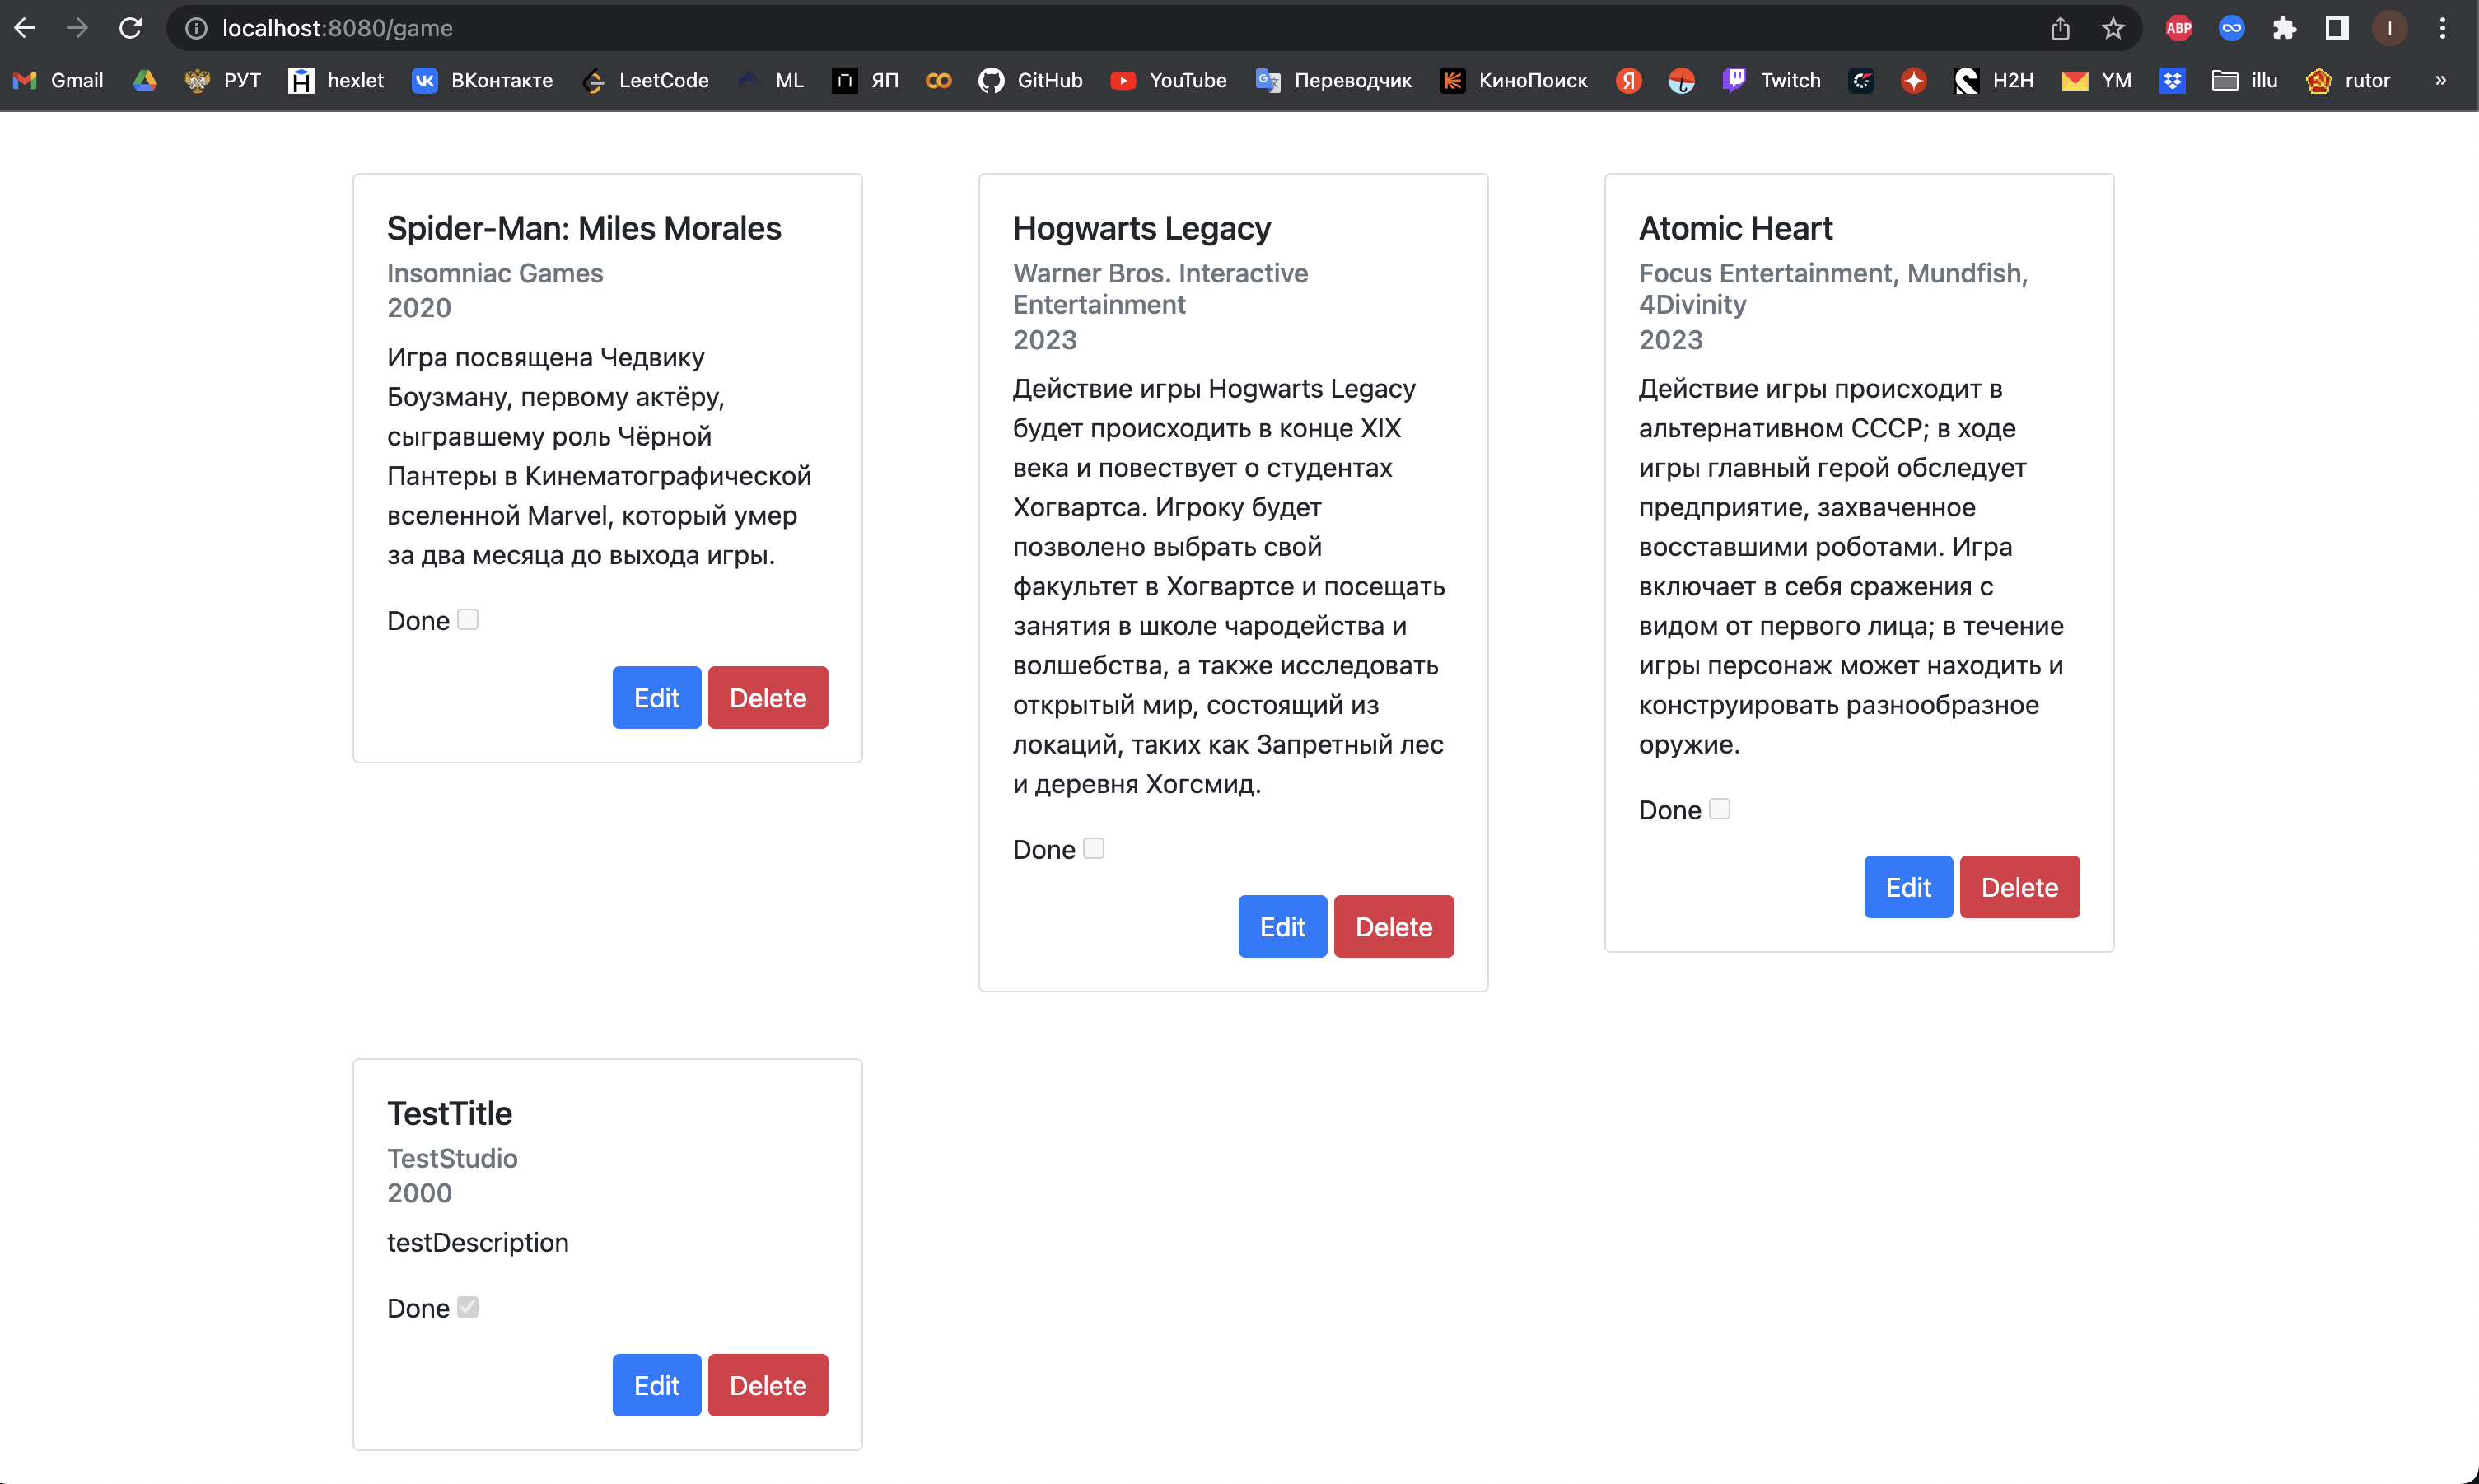 localhost:8080/game
ABP
I
Gmail
РУТ
hexlet
ВКонтакте
LeetCode
ML
ЯП
GitHub
YouTube
Переводчик
КиноПоиск
Я
Twitch
H2H
YM
illu
rutor
»
Spider-Man: Miles Morales
Insomniac Games
2020
Игра посвящена Чедвику
Боузману, первому актёру,
сыгравшему роль Чёрной
Пантеры в Кинематографической
вселенной Marvel, который умер
за два месяца до выхода игры.
Done
Edit
Delete
Hogwarts Legacy
Warner Bros. Interactive
Entertainment
2023
Действие игры Hogwarts Legacy
будет происходить в конце XIX
века и повествует о студентах
Хогвартса. Игроку будет
позволено выбрать свой
факультет в Хогвартсе и посещать
занятия в школе чародейства и
волшебства, а также исследовать
открытый мир, состоящий из
локаций, таких как Запретный лес
и деревня Хогсмид.
Done
Edit
Delete
Atomic Heart
Focus Entertainment, Mundfish,
4Divinity
2023
Действие игры происходит в
альтернативном СССР; в ходе
игры главный герой обследует
предприятие, захваченное
восставшими роботами. Игра
включает в себя сражения с
видом от первого лица; в течение
игры персонаж может находить и
конструировать разнообразное
оружие.
Done
Edit
Delete
TestTitle
TestStudio
2000
testDescription
Done
Edit
Delete